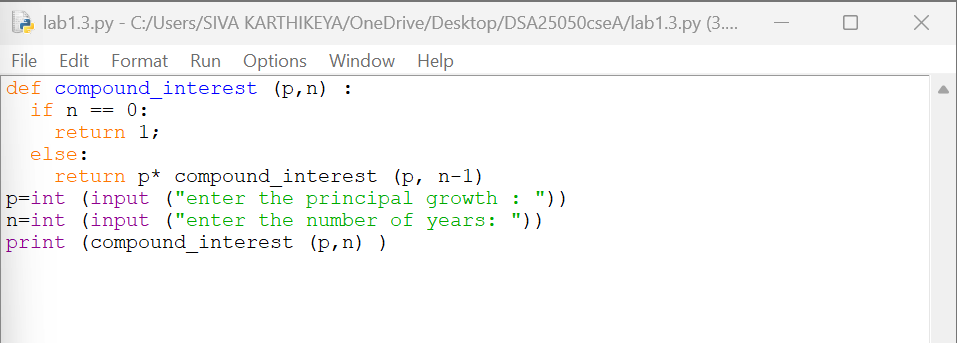 lab1.3.py - C:/Users/SIVA KARTHIKEYA/OneDrive/Desktop/DSA25050cseA/lab1.3.py (3....
File Edit Format Run Options Window Help
def compound_interest (p,n) :
  if n == 0:
    return 1;
  else:
    return p* compound_interest (p, n-1)
p=int (input ("enter the principal growth : "))
n=int (input ("enter the number of years: "))
print (compound_interest (p,n) )